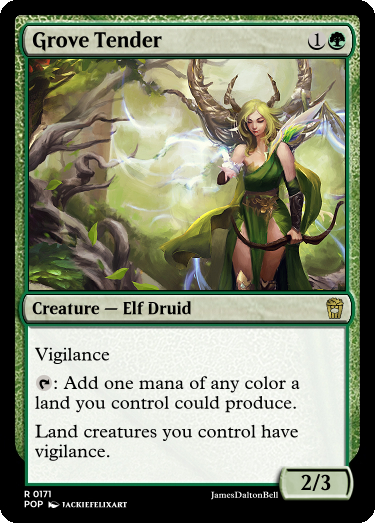 Grove Tender 1
Creature — Elf Druid
Vigilance
: Add one mana of any color a
land you control could produce.
Land creatures you control have
vigilance.
2/3
R 0171
POP JACKIEFELIXART
JamesDaltonBell